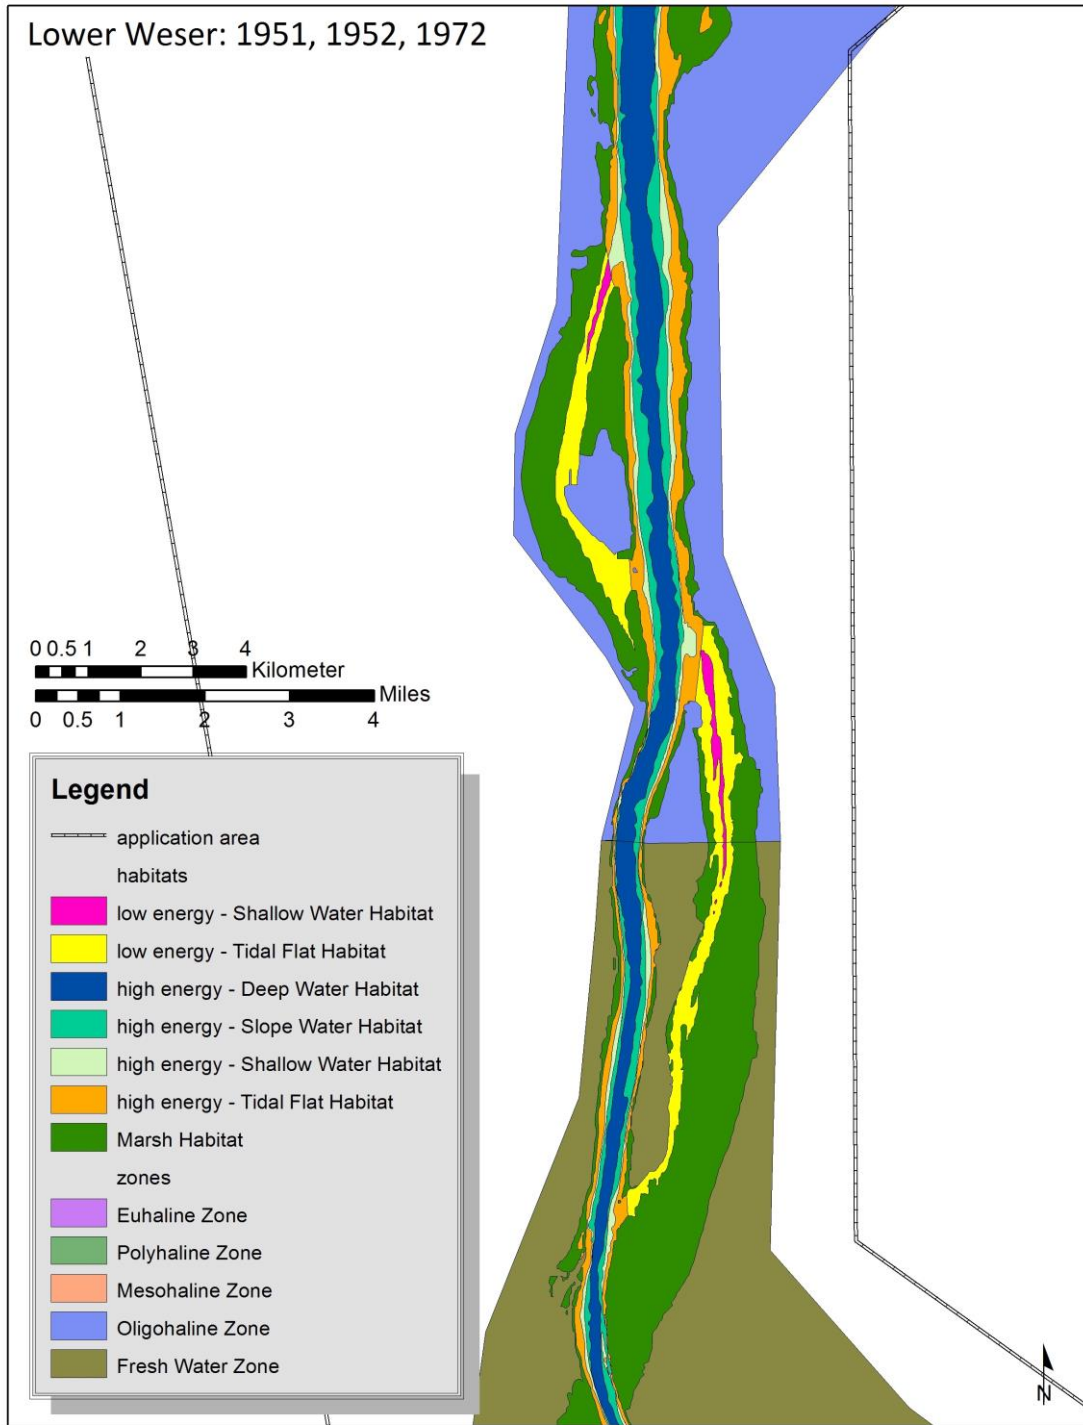 Lower Weser: 1951, 1952, 1972
0 0.5 1 2 3 4
Kilometer
Miles
0 0.5 1 2 3 4
Legend
application area
habitats
low energy - Shallow Water Habitat
low energy - Tidal Flat Habitat
high energy - Deep Water Habitat
high energy - Slope Water Habitat
high energy - Shallow Water Habitat
high energy - Tidal Flat Habitat
Marsh Habitat
zones
Euhaline Zone
Polyhaline Zone
Mesohaline Zone
Oligohaline Zone
Fresh Water Zone
N